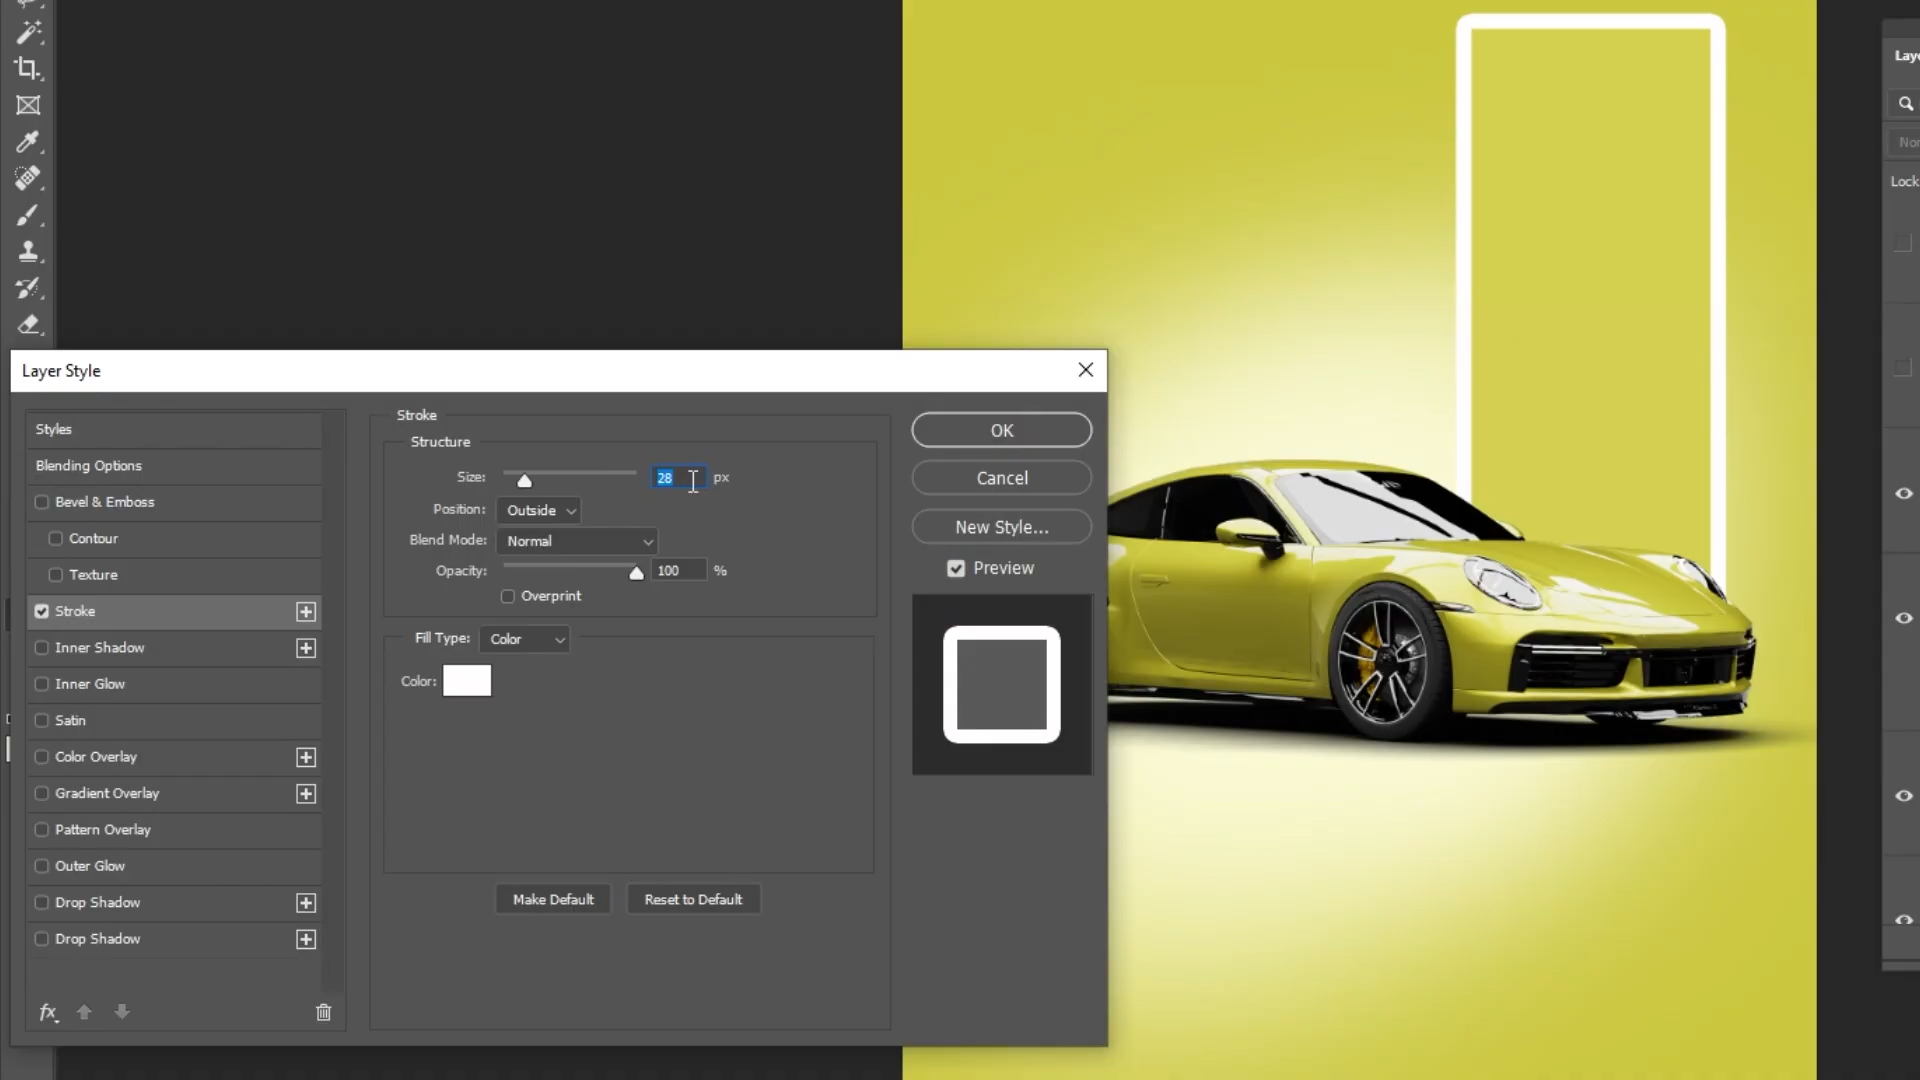 Lock
Layer Style
Styles
Blending Options
Bevel & Emboss
Contour
Texture
Stroke
Inner Shadow
Inner Glow
Satin
Color Overlay
Gradient Overlay
Pattern Overlay
Outer Glow
Drop Shadow
Drop Shadow
fx
Stroke
Structure
Size: 28 px
Position: Outside
Blend Mode: Normal
Opacity: 100 %
Overprint
Fill Type: Color
Color:
Make Default Reset to Default
OK
Cancel
New Style...
Preview